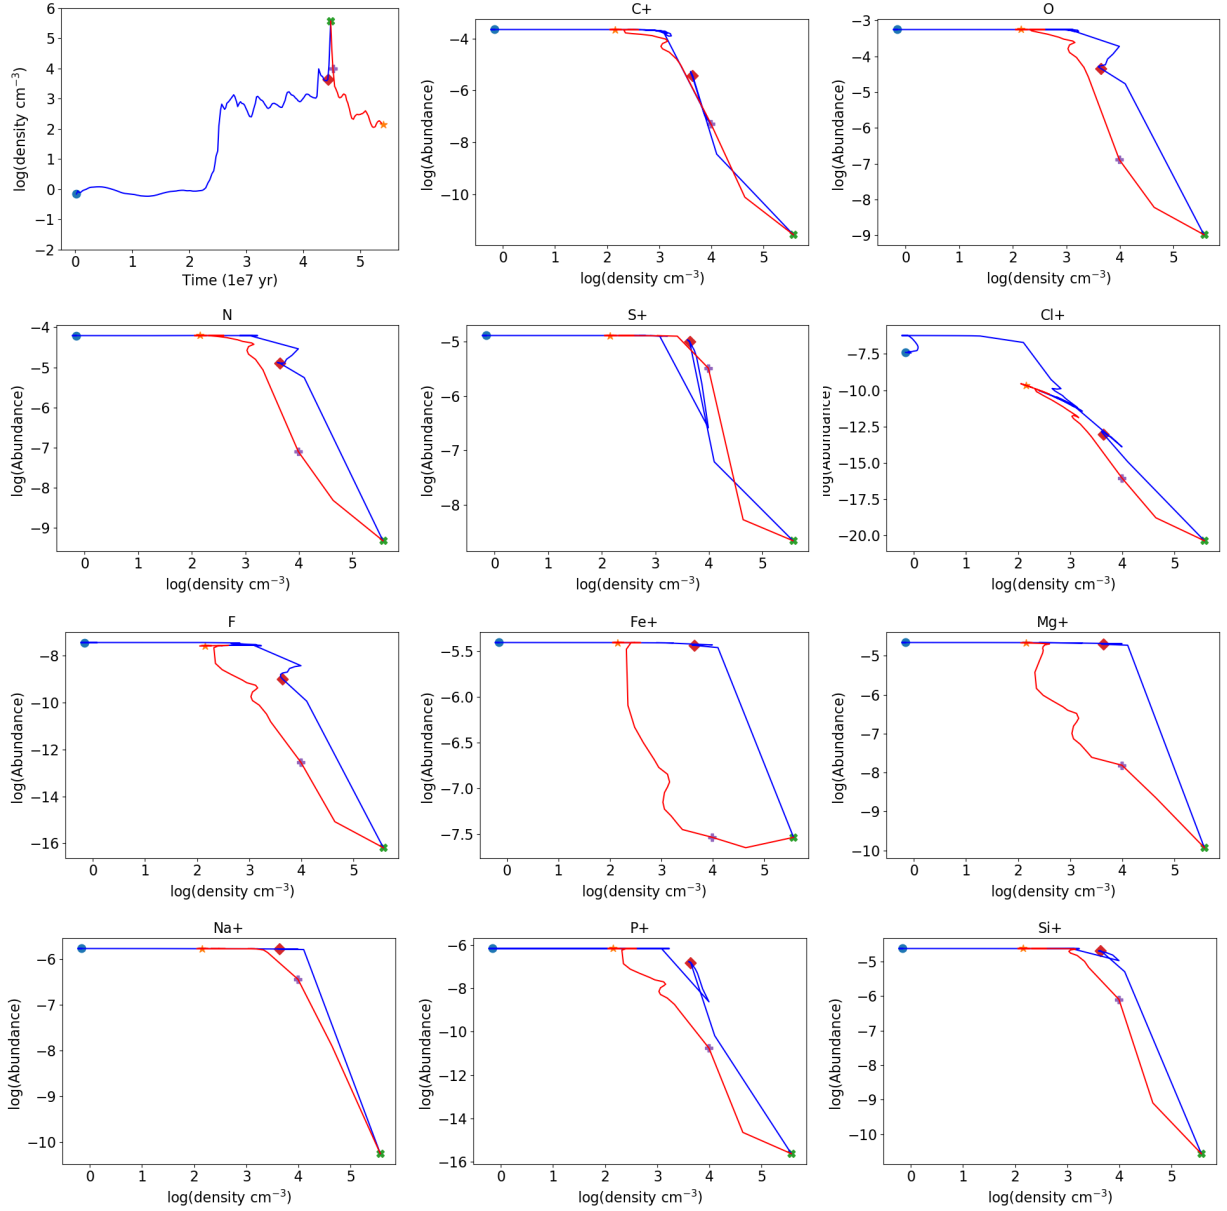 6
5
4
3
2
1
0
−1
−2
log(density cm⁻³)
0 1 2 3 4 5
Time (1e7 yr)
C+
−4
−6
−8
−10
log(Abundance)
0 1 2 3 4 5
log(density cm⁻³)
O
−3
−4
−5
−6
−7
−8
−9
log(Abundance)
0 1 2 3 4 5
log(density cm⁻³)
N
−4
−5
−6
−7
−8
−9
log(Abundance)
0 1 2 3 4 5
log(density cm⁻³)
S+
−5
−6
−7
−8
log(Abundance)
0 1 2 3 4 5
log(density cm⁻³)
Cl+
−7.5
−10.0
−12.5
−15.0
−17.5
−20.0
log(Abundance)
0 1 2 3 4 5
log(density cm⁻³)
F
−8
−10
−12
−14
−16
log(Abundance)
0 1 2 3 4 5
log(density cm⁻³)
Fe+
−5.5
−6.0
−6.5
−7.0
−7.5
log(Abundance)
0 1 2 3 4 5
log(density cm⁻³)
Mg+
−5
−6
−7
−8
−9
−10
log(Abundance)
0 1 2 3 4 5
log(density cm⁻³)
Na+
−6
−7
−8
−9
−10
log(Abundance)
0 1 2 3 4 5
log(density cm⁻³)
P+
−6
−8
−10
−12
−14
−16
log(Abundance)
0 1 2 3 4 5
log(density cm⁻³)
Si+
−5
−6
−7
−8
−9
−10
log(Abundance)
0 1 2 3 4 5
log(density cm⁻³)